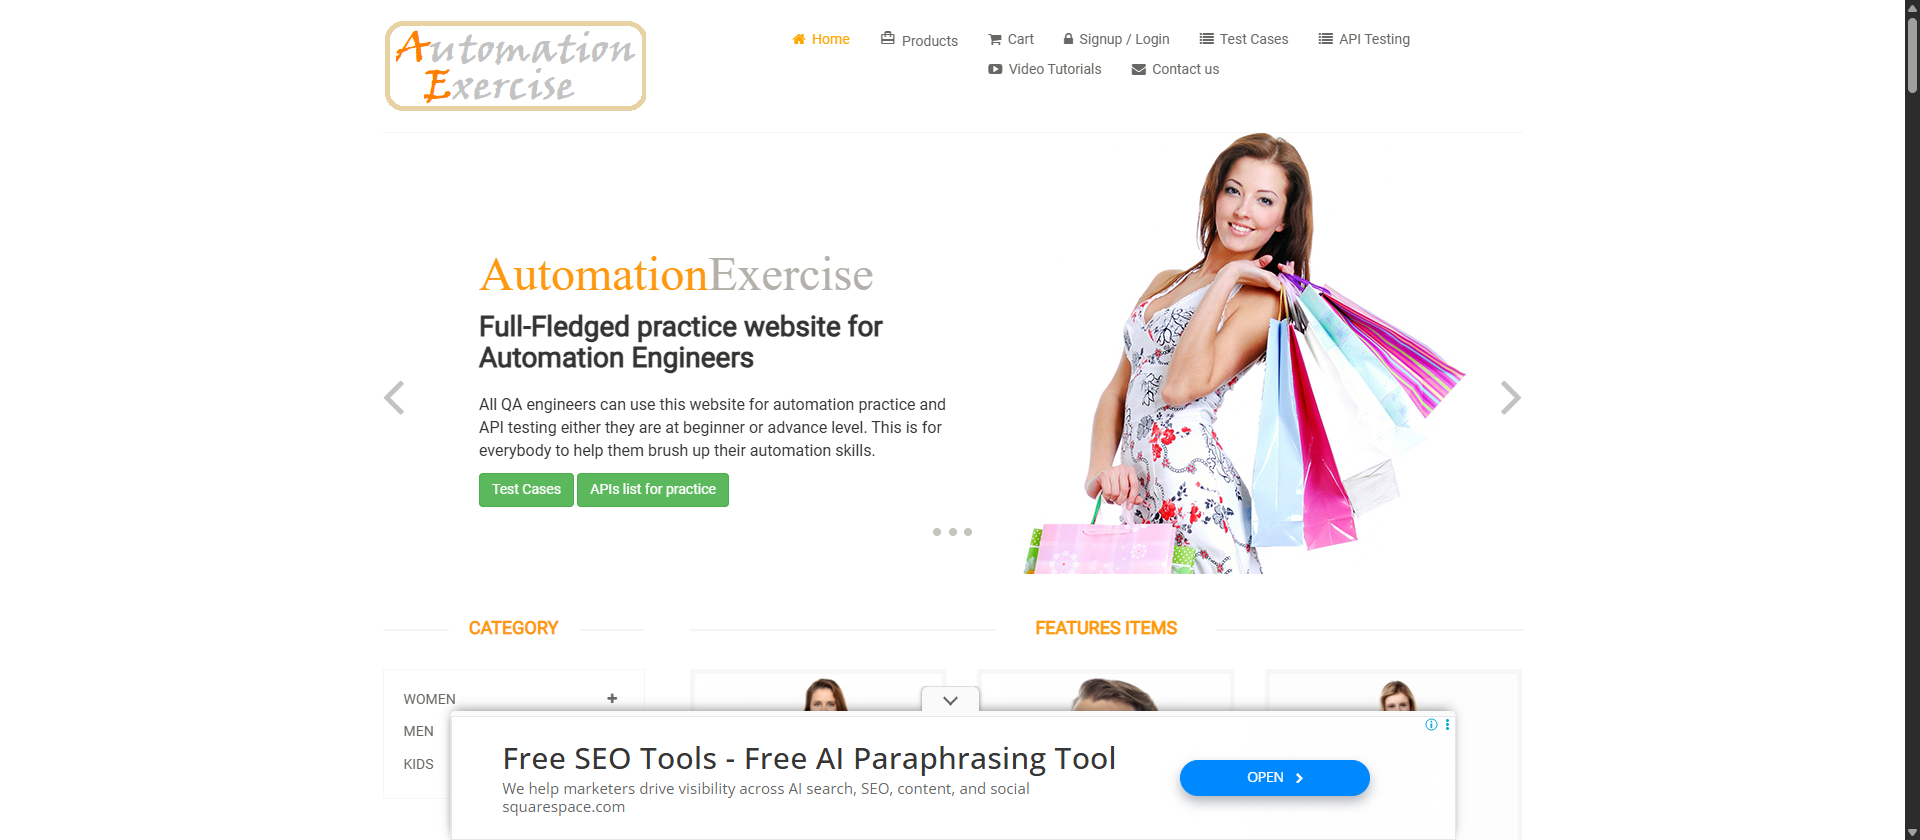 Automation
Exercise
Home
Products
Cart
Signup / Login
Test Cases
API Testing
Video Tutorials
Contact us
AutomationExercise
Full-Fledged practice website for
Automation Engineers
All QA engineers can use this website for automation practice and
API testing either they are at beginner or advance level. This is for
everybody to help them brush up their automation skills.
Test Cases
APIs list for practice
CATEGORY
FEATURES ITEMS
WOMEN
MEN
KIDS
Free SEO Tools - Free AI Paraphrasing Tool
We help marketers drive visibility across AI search, SEO, content, and social
squarespace.com
OPEN